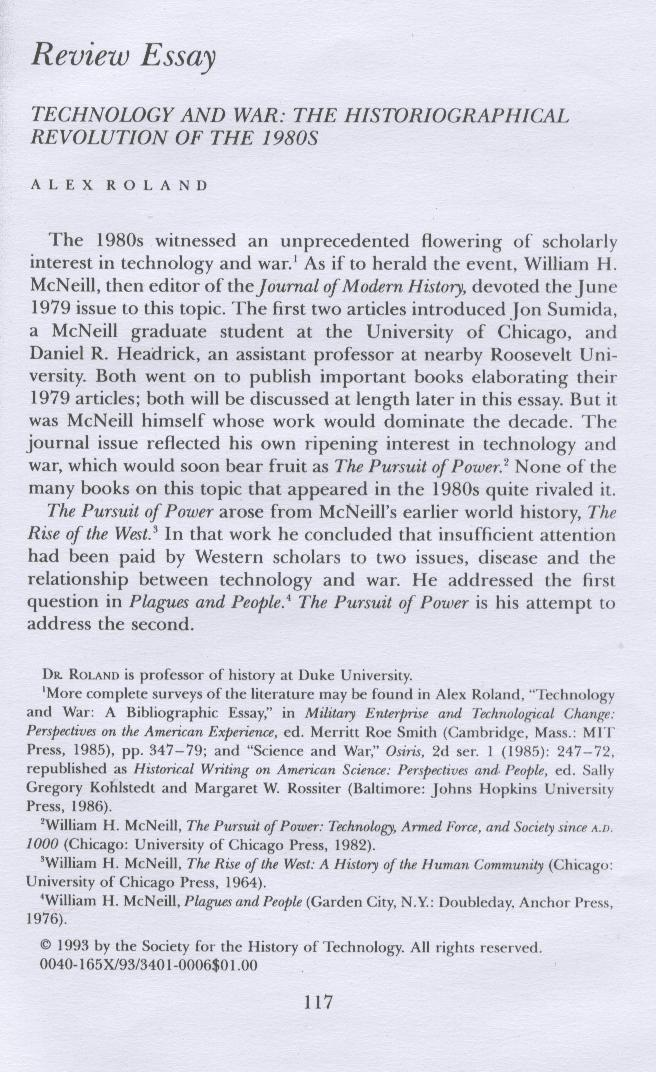 Review Essay
TECHNOLOGY AND WAR: THE HISTORIOGRAPHICAL
REVOLUTION OF THE 1980S
ALEX ROLAND
The 1980s witnessed an unprecedented flowering of scholarly
interest in technology and war.¹ As if to herald the event, William H.
McNeill, then editor of the Journal of Modern History, devoted the June
1979 issue to this topic. The first two articles introduced Jon Sumida,
a McNeill graduate student at the University of Chicago, and
Daniel R. Headrick, an assistant professor at nearby Roosevelt Uni-
versity. Both went on to publish important books elaborating their
1979 articles; both will be discussed at length later in this essay. But it
was McNeill himself whose work would dominate the decade. The
journal issue reflected his own ripening interest in technology and
war, which would soon bear fruit as The Pursuit of Power.² None of the
many books on this topic that appeared in the 1980s quite rivaled it.
The Pursuit of Power arose from McNeill's earlier world history, The
Rise of the West.³ In that work he concluded that insufficient attention
had been paid by Western scholars to two issues, disease and the
relationship between technology and war. He addressed the first
question in Plagues and People.⁴ The Pursuit of Power is his attempt to
address the second.
DR. ROLAND is professor of history at Duke University.
¹More complete surveys of the literature may be found in Alex Roland, "Technology
and War: A Bibliographic Essay," in Military Enterprise and Technological Change:
Perspectives on the American Experience, ed. Merritt Roe Smith (Cambridge, Mass.: MIT
Press, 1985), pp. 347–79; and "Science and War," Osiris, 2d ser. 1 (1985): 247–72,
republished as Historical Writing on American Science: Perspectives and People, ed. Sally
Gregory Kohlstedt and Margaret W. Rossiter (Baltimore: Johns Hopkins University
Press, 1986).
²William H. McNeill, The Pursuit of Power: Technology, Armed Force, and Society since A.D.
1000 (Chicago: University of Chicago Press, 1982).
³William H. McNeill, The Rise of the West: A History of the Human Community (Chicago:
University of Chicago Press, 1964).
⁴William H. McNeill, Plagues and People (Garden City, N.Y.: Doubleday, Anchor Press,
1976).
© 1993 by the Society for the History of Technology. All rights reserved.
0040-165X/93/3401-0006$01.00
117